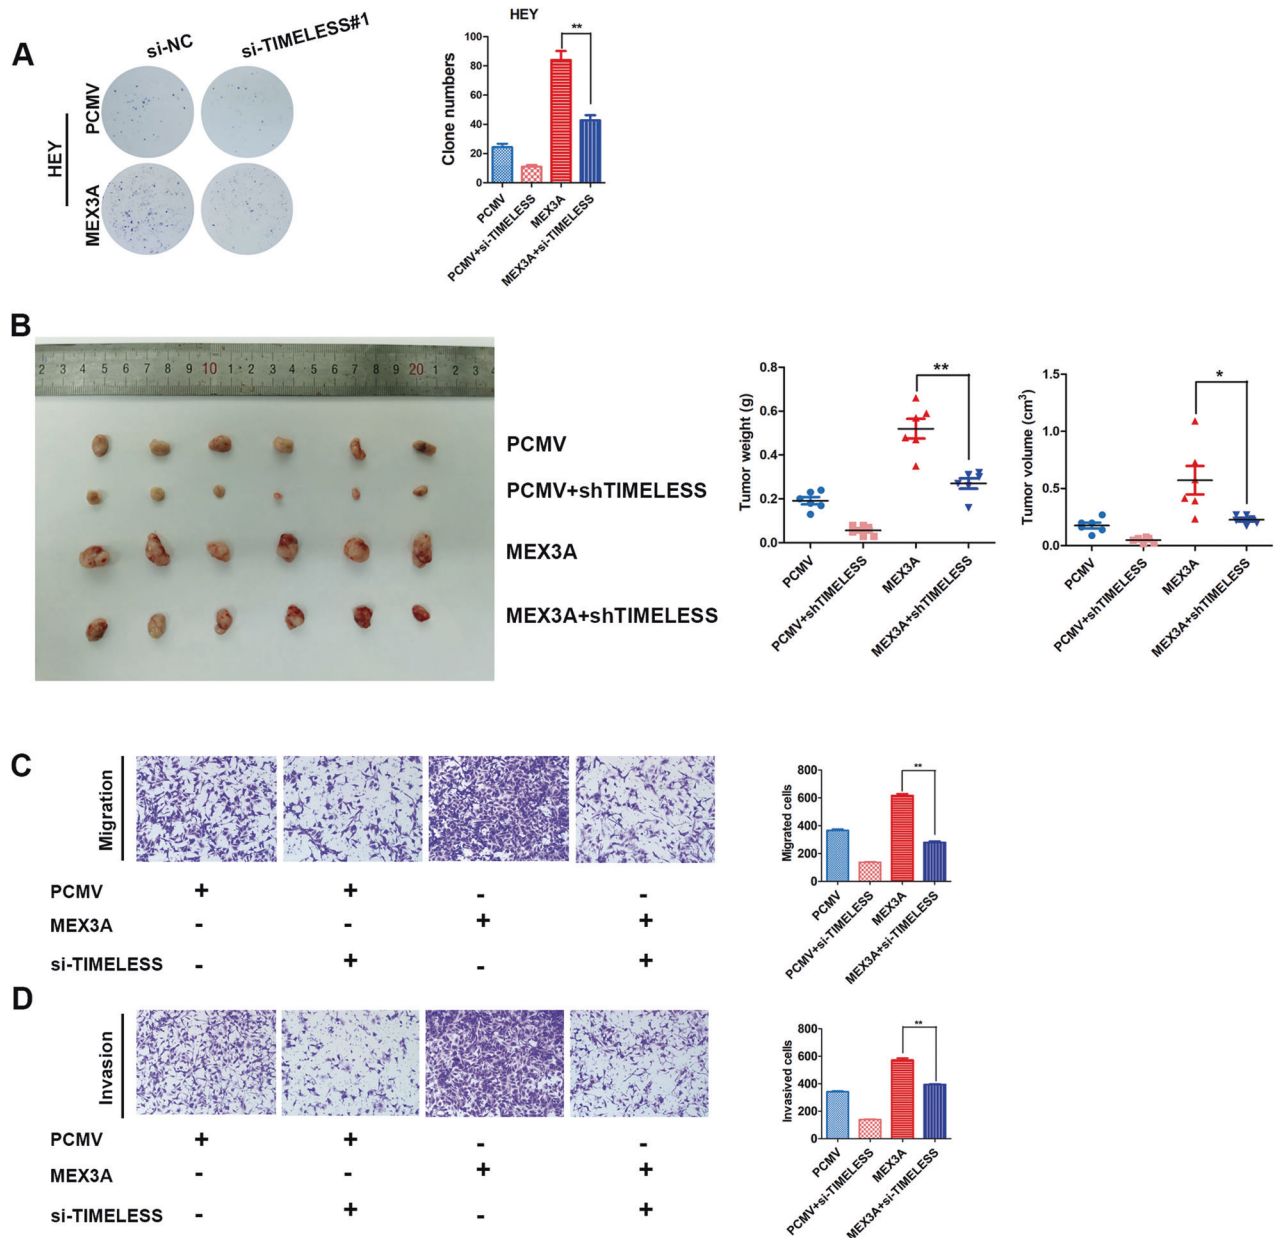 A
si-NC
si-TIMELESS#1
HEY
PCMV
MEX3A
HEY
Clone numbers
100
80
60
40
20
0
**
PCMV
PCMV+si-TIMELESS
MEX3A
MEX3A+si-TIMELESS
B
2 3 4 5 6 7 8 9 10 1 2 3 4 5 6 7 8 9 20 1 2 3
PCMV
PCMV+shTIMELESS
MEX3A
MEX3A+shTIMELESS
Tumor weight (g)
0.8
0.6
0.4
0.2
0.0
**
PCMV
PCMV+shTIMELESS
MEX3A
MEX3A+shTIMELESS
Tumor volume (cm³)
1.5
1.0
0.5
0.0
*
PCMV
PCMV+shTIMELESS
MEX3A
MEX3A+shTIMELESS
C
Migration
PCMV + + - -
MEX3A - - + +
si-TIMELESS - + - +
Migrated cells
800
600
400
200
0
**
PCMV
PCMV+si-TIMELESS
MEX3A
MEX3A+si-TIMELESS
D
Invasion
PCMV + + - -
MEX3A - - + +
si-TIMELESS - + - +
Invasived cells
800
600
400
200
0
**
PCMV
PCMV+si-TIMELESS
MEX3A
MEX3A+si-TIMELESS